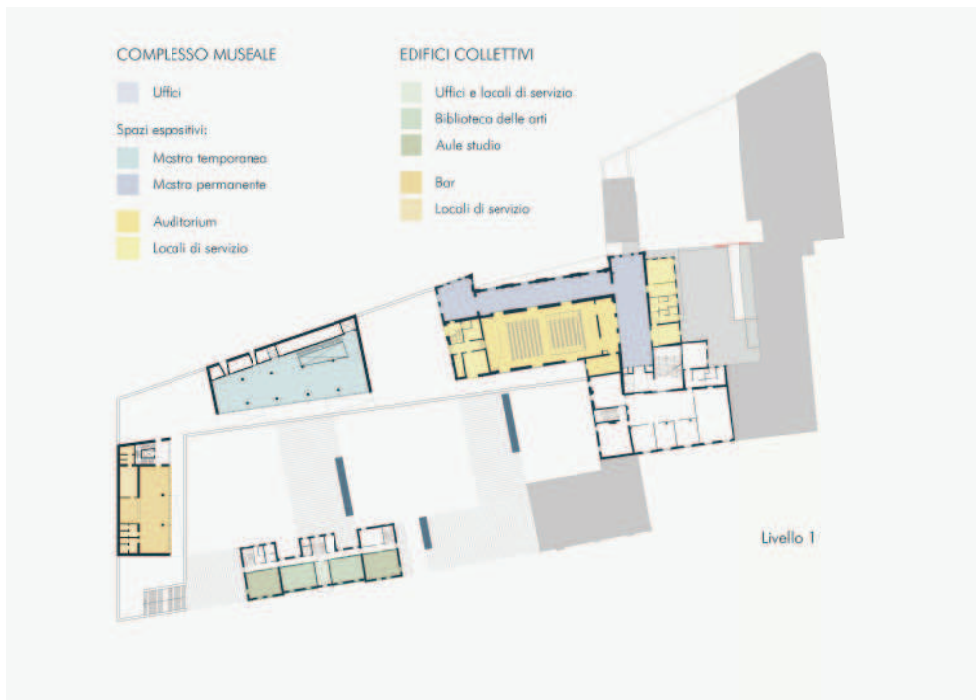 COMPLESSO MUSEALE
Uffici
Spazi espositivi:
Mostra temporanea
Mostra permanente
Auditorium
Locali di servizio
EDIFICI COLLETTIVI
Uffici e locali di servizio
Biblioteca delle arti
Aule studio
Bar
Locali di servizio
Livello 1